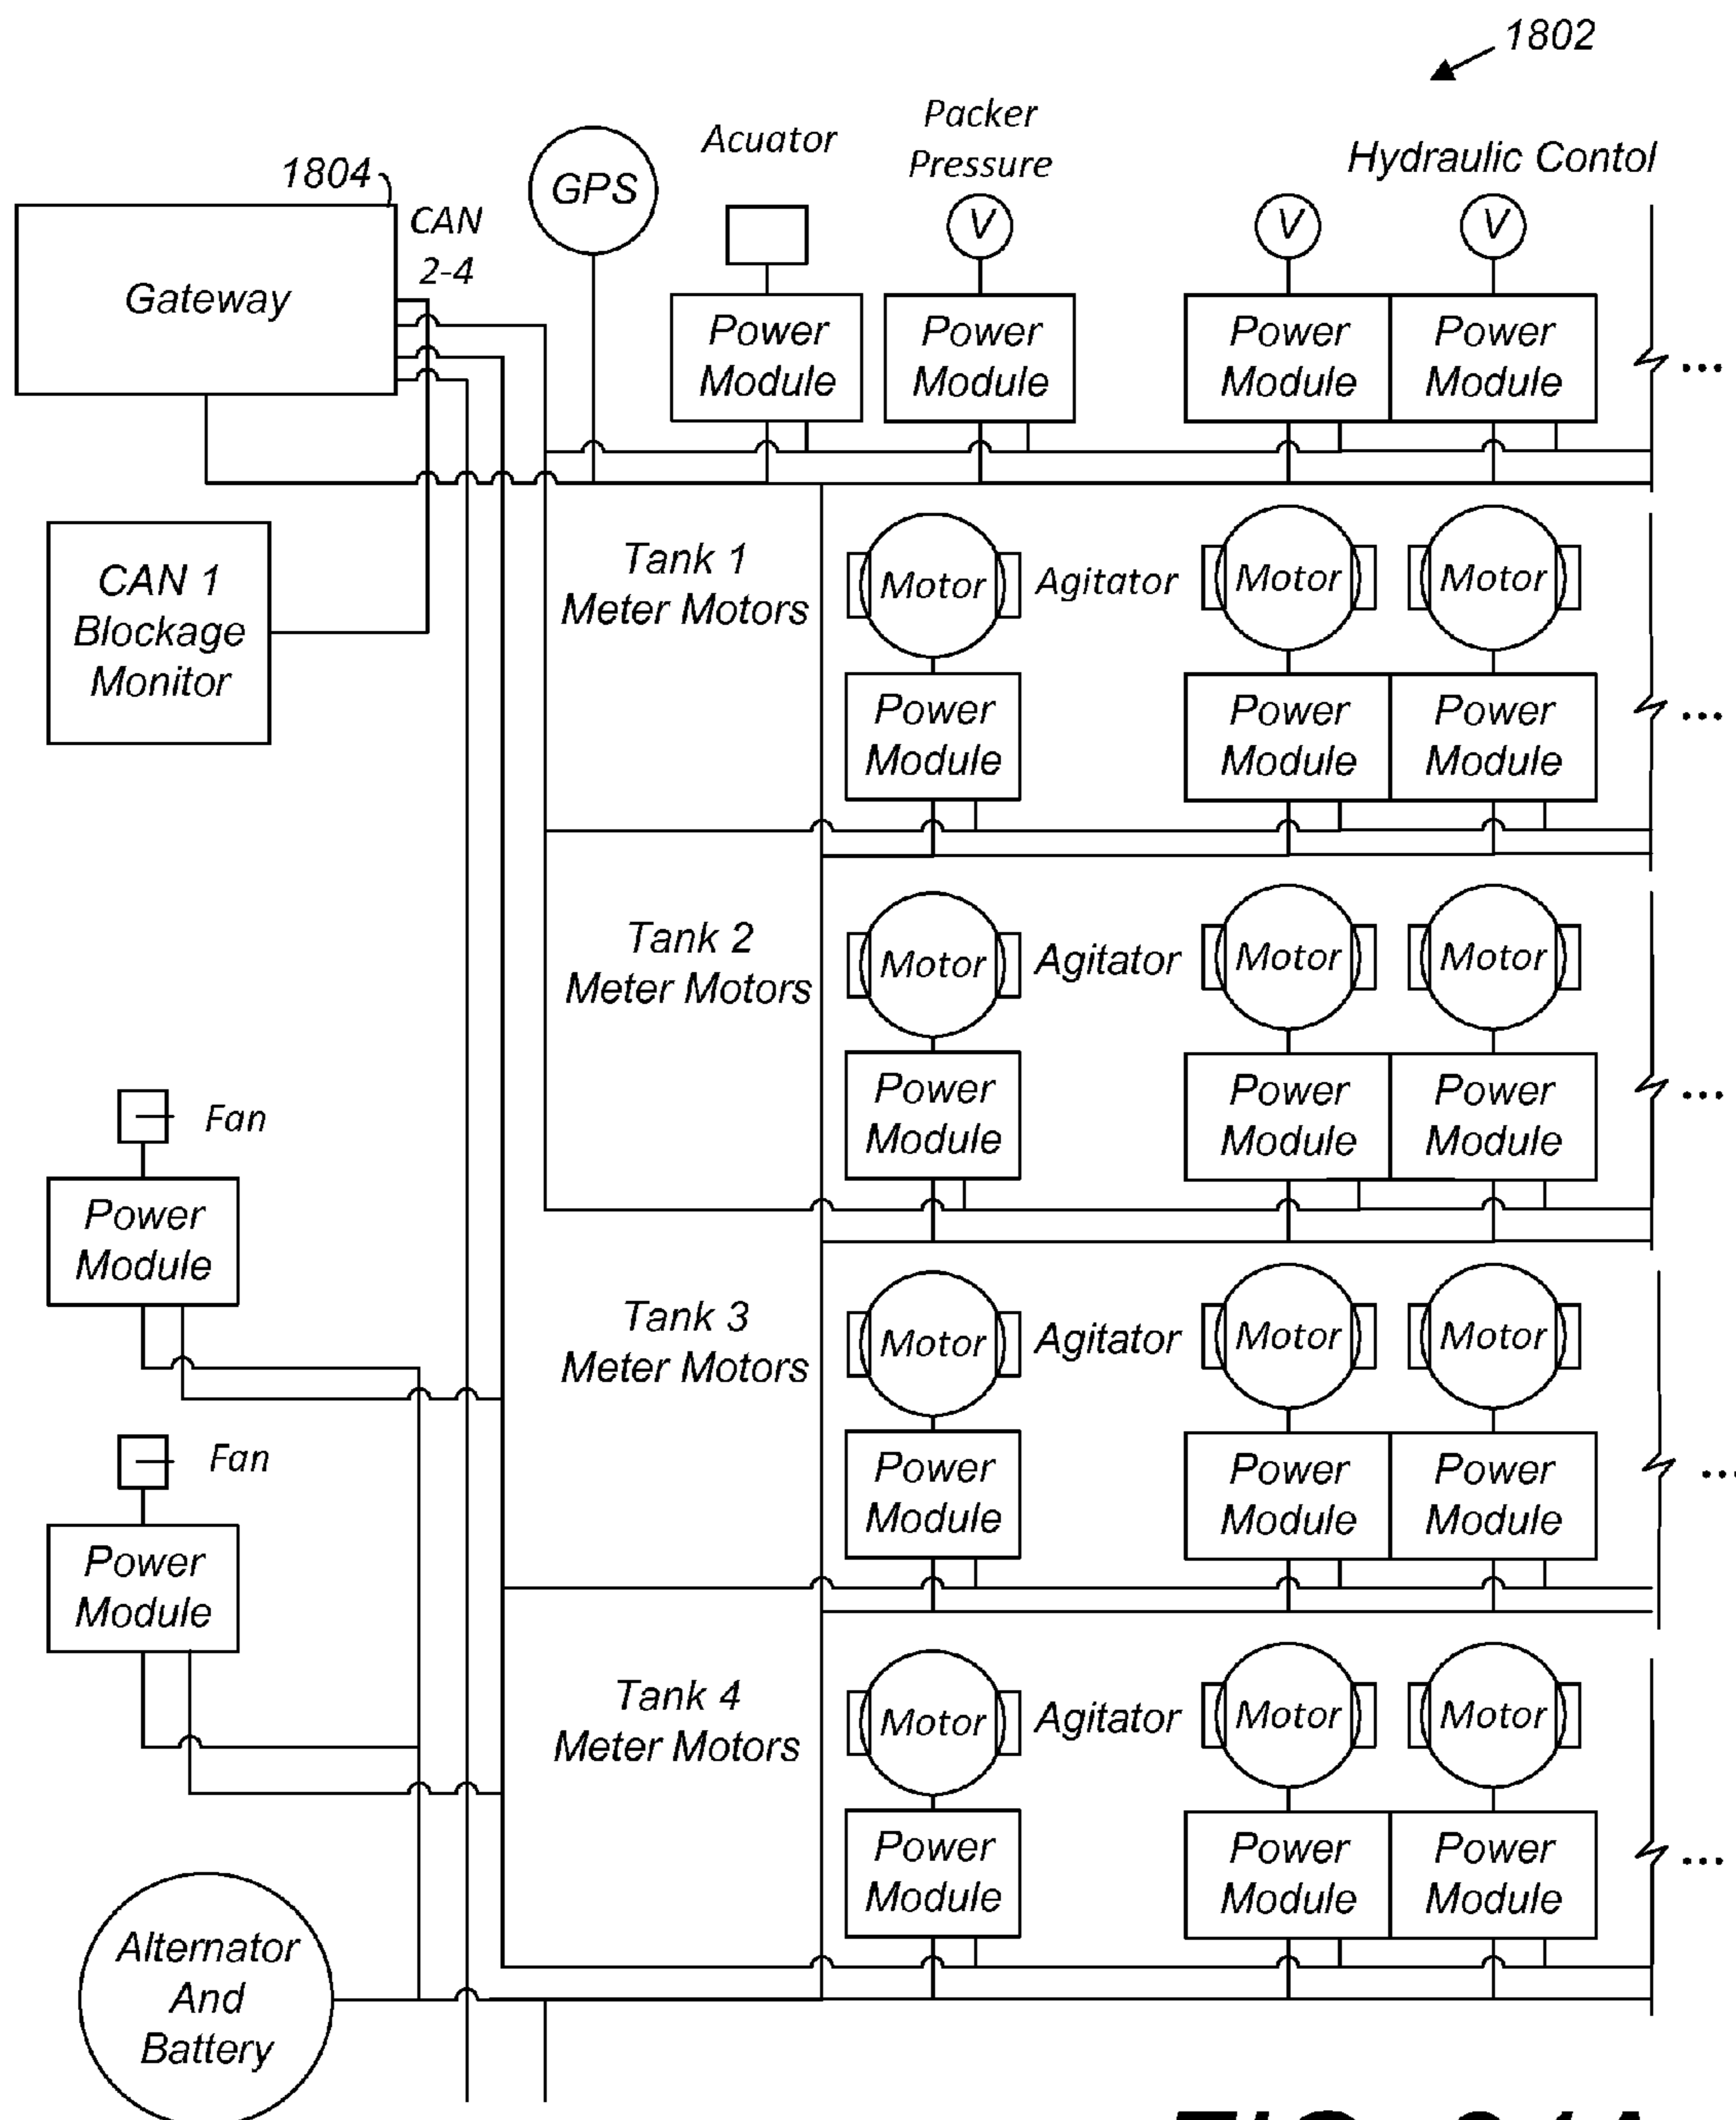 1802
1804
CAN
2-4
GPS
Acuator
Packer
Pressure
Hydraulic Contol
V
V
V
Gateway
Power
Module
Power
Module
Power
Module
Power
Module
...
CAN 1
Blockage
Monitor
Tank 1
Meter Motors
Motor
Agitator
Motor
Motor
Power
Module
Power
Module
Power
Module
...
Tank 2
Meter Motors
Motor
Agitator
Motor
Motor
Power
Module
Power
Module
Power
Module
...
Fan
Power
Module
Tank 3
Meter Motors
Motor
Agitator
Motor
Motor
Power
Module
Power
Module
Power
Module
...
Fan
Power
Module
Tank 4
Meter Motors
Motor
Agitator
Motor
Motor
Power
Module
Power
Module
Power
Module
...
Alternator
And
Battery